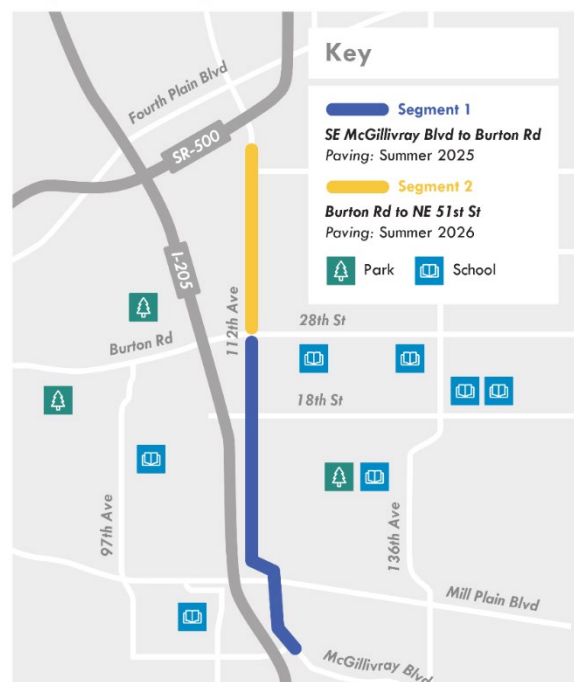 Key
Segment 1
SE McGillivray Blvd to Burton Rd
Paving: Summer 2025
Segment 2
Burton Rd to NE 51st St
Paving: Summer 2026
Park
School
Fourth Plain Blvd
SR-500
I-205
112th Ave
28th St
Burton Rd
18th St
97th Ave
136th Ave
Mill Plain Blvd
McGillivray Blvd